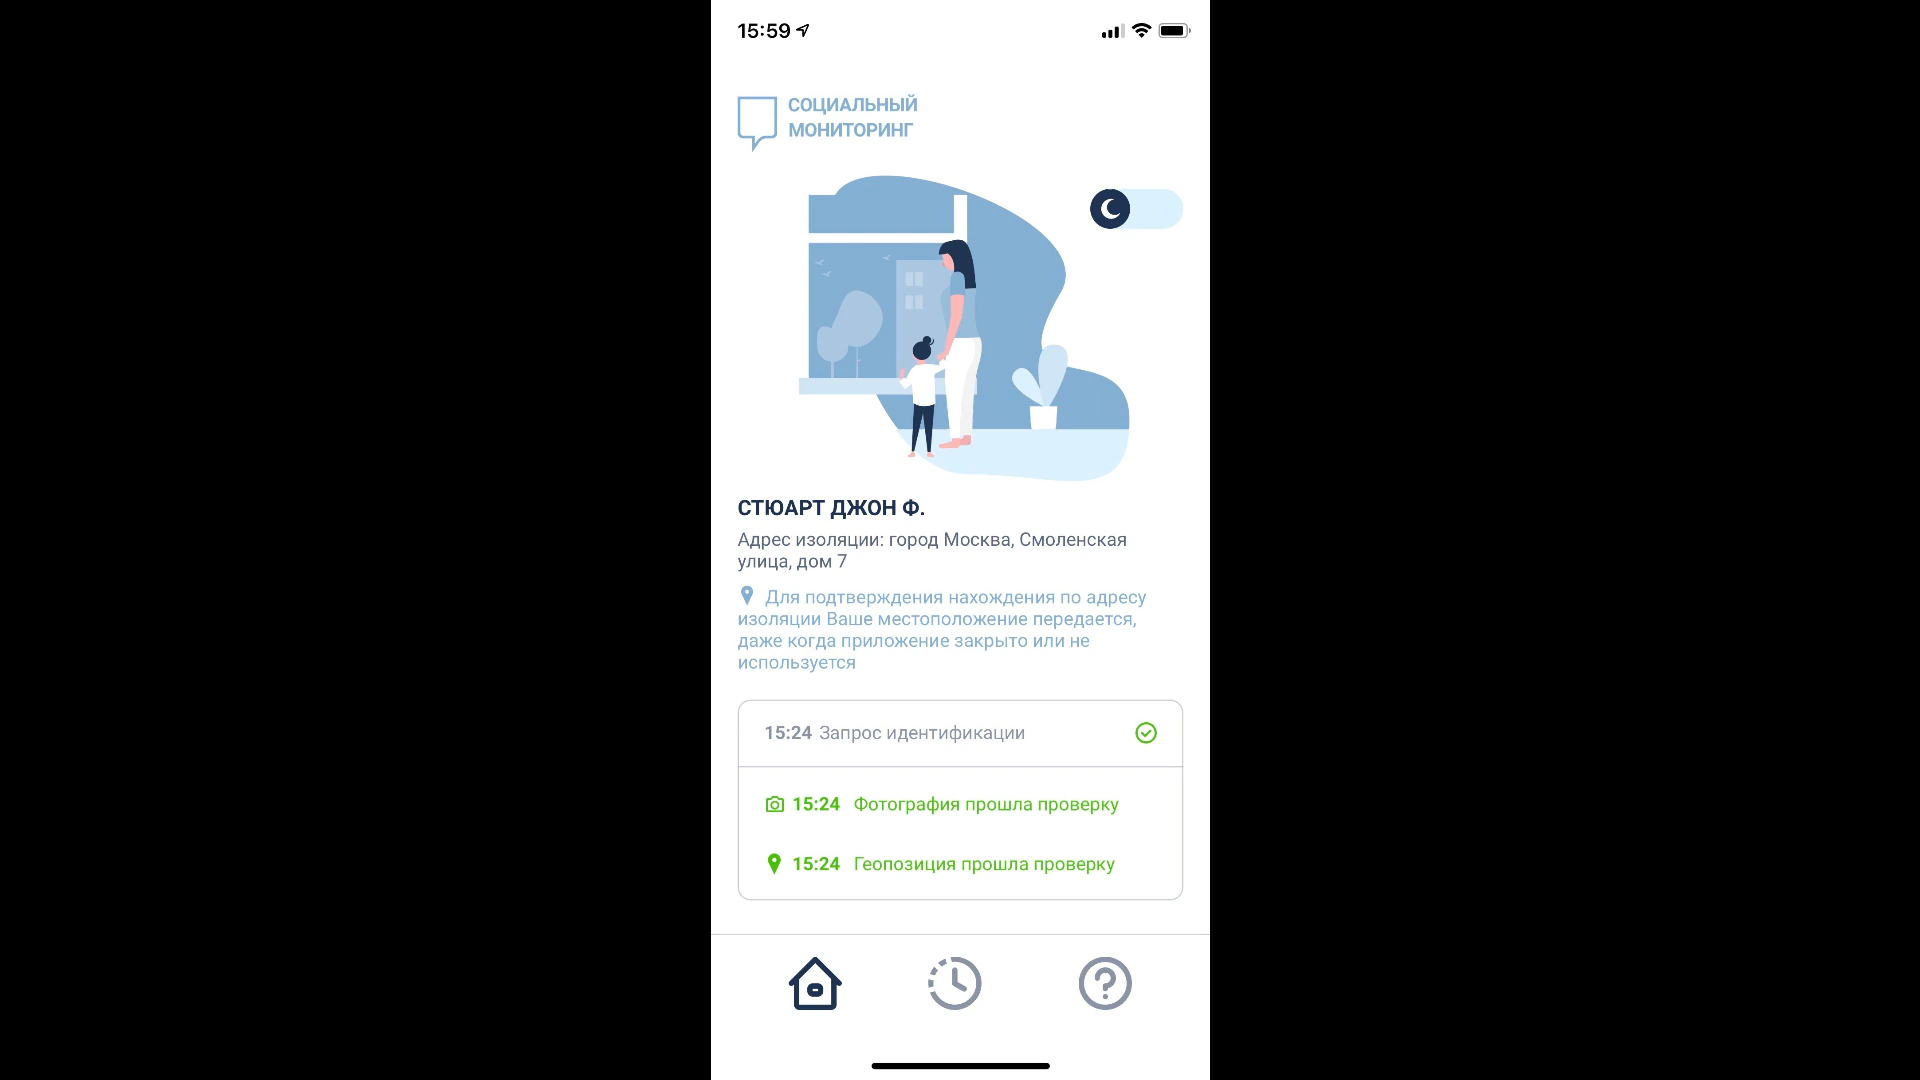 15:59
СОЦИАЛЬНЫЙ
МОНИТОРИНГ
СТЮАРТ ДЖОН Ф.
Адрес изоляции: город Москва, Смоленская
улица, дом 7
Для подтверждения нахождения по адресу
изоляции Ваше местоположение передается,
даже когда приложение закрыто или не
используется
15:24 Запрос идентификации
15:24 Фотография прошла проверку
15:24 Геопозиция прошла проверку